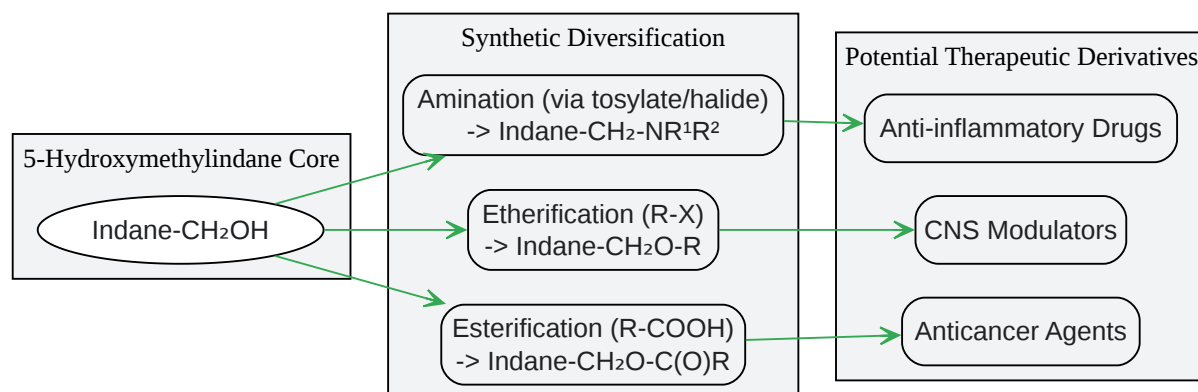 5-Hydroxymethylindane Core
Indane-CH₂OH
Synthetic Diversification
Amination (via tosylate/halide)
-> Indane-CH₂-NR¹R²
Etherification (R-X)
-> Indane-CH₂O-R
Esterification (R-COOH)
-> Indane-CH₂O-C(O)R
Potential Therapeutic Derivatives
Anti-inflammatory Drugs
CNS Modulators
Anticancer Agents